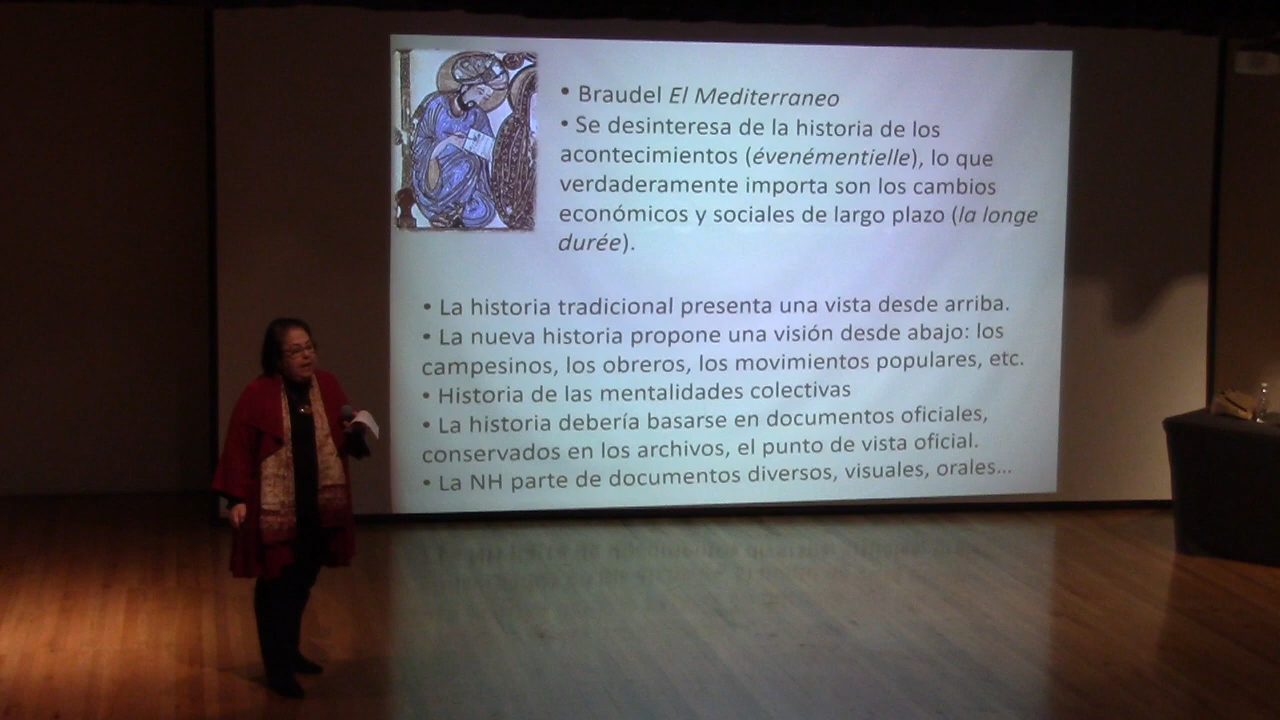 • Braudel El Mediterraneo
• Se desinteresa de la historia de los
acontecimientos (évenémentielle), lo que
verdaderamente importa son los cambios
económicos y sociales de largo plazo (la longe
durée).
• La historia tradicional presenta una vista desde arriba.
• La nueva historia propone una visión desde abajo: los
campesinos, los obreros, los movimientos populares, etc.
• Historia de las mentalidades colectivas
• La historia debería basarse en documentos oficiales,
conservados en los archivos, el punto de vista oficial.
• La NH parte de documentos diversos, visuales, orales...